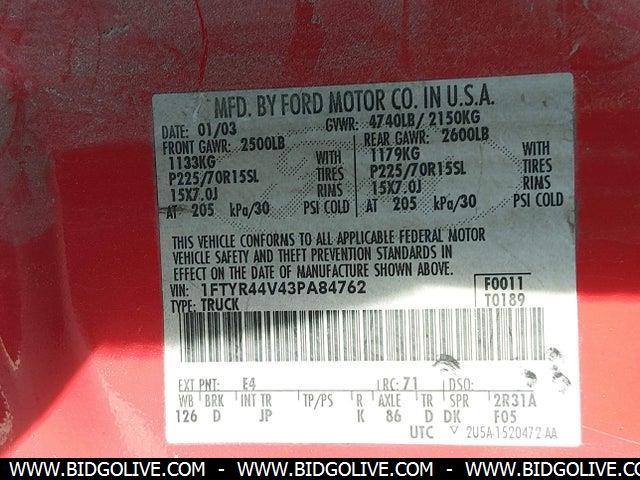 MFD. BY FORD MOTOR CO. IN U.S.A.
DATE: 01/03 GVWR: 4740LB/ 2150KG
FRONT GAWR: 2500LB REAR GAWR: 2600LB
1133KG WITH 1179KG WITH
P225/70R15SL TIRES P225/70R15SL TIRES
15X7.0J RIMS 15X7.0J RIMS
AT 205 kPa/30 PSI COLD AT 205 kPa/30 PSI COLD
THIS VEHICLE CONFORMS TO ALL APPLICABLE FEDERAL MOTOR
VEHICLE SAFETY AND THEFT PREVENTION STANDARDS IN
EFFECT ON THE DATE OF MANUFACTURE SHOWN ABOVE.
VIN: 1FTYR44V43PA84762 F0011
TYPE: TRUCK T0189
EXT PNT: E4 RC: 71 DSO:
WB BRK INT TR TP/PS R AXLE TR SPR 2R31A
126 D JP K 86 D DK F05
UTC 2U5A-1520472-AA
WWW.BIDGOLIVE.COM - WWW.BIDGOLIVE.COM - WWW.BIDGOLIVE.COM